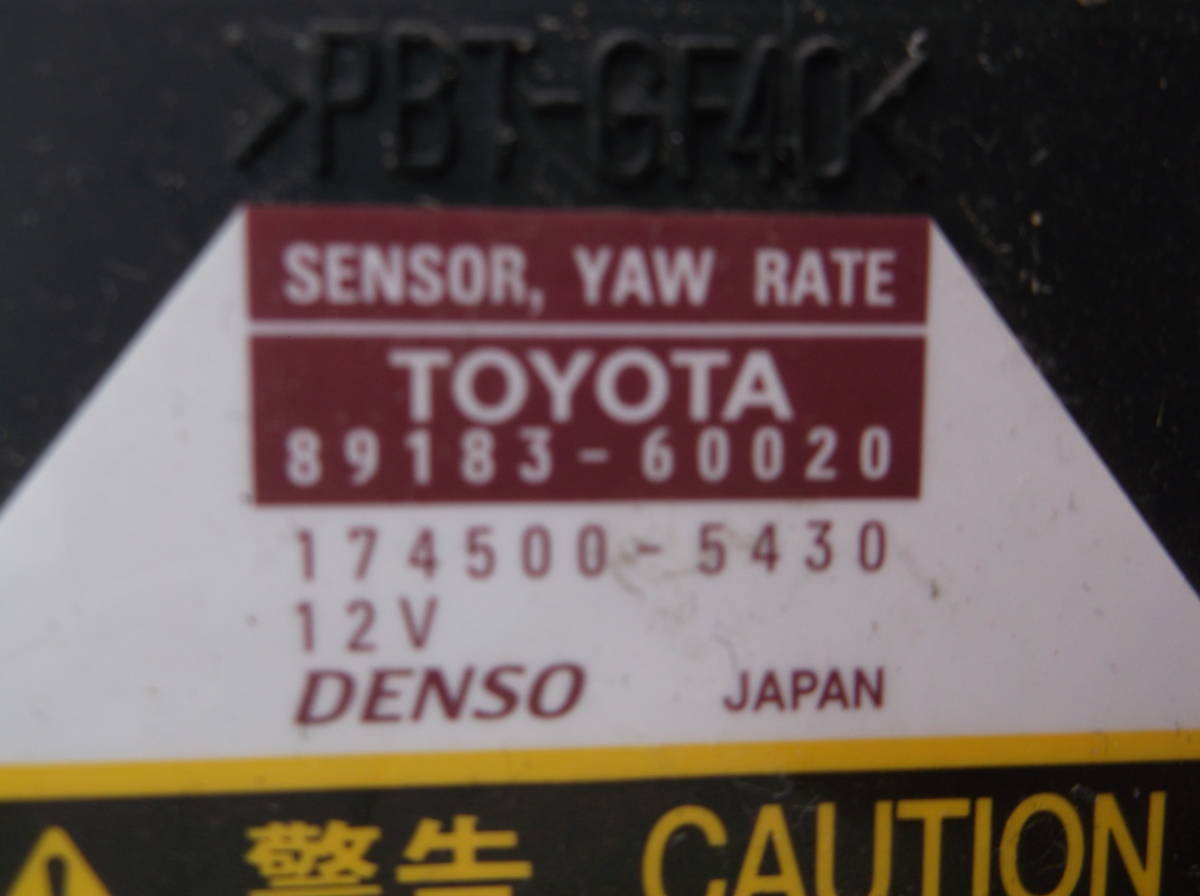 >PBT-GF40<
SENSOR, YAW RATE
TOYOTA
89183-60020
174500-5430
12V
DENSO JAPAN
警告 CAUTION